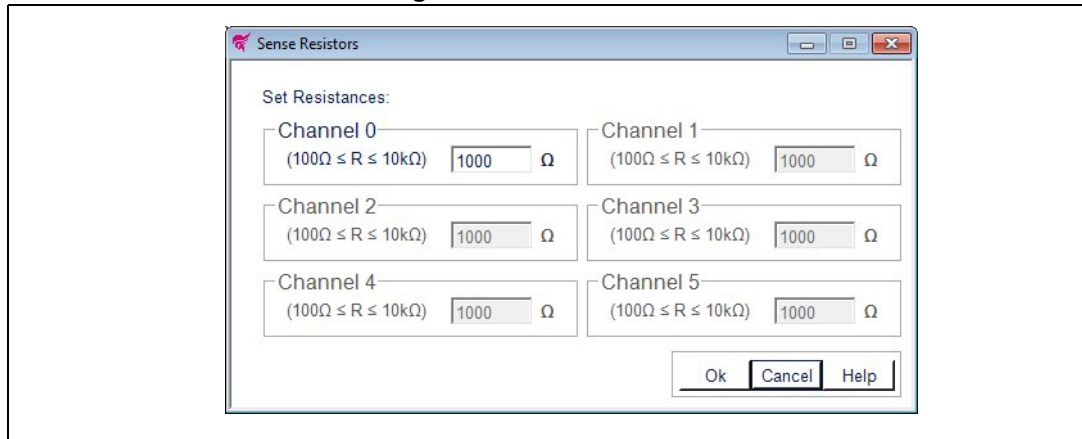 Sense Resistors
Set Resistances:
Channel 0
(100Ω ≤ R ≤ 10kΩ) 1000 Ω
Channel 1
(100Ω ≤ R ≤ 10kΩ) 1000 Ω
Channel 2
(100Ω ≤ R ≤ 10kΩ) 1000 Ω
Channel 3
(100Ω ≤ R ≤ 10kΩ) 1000 Ω
Channel 4
(100Ω ≤ R ≤ 10kΩ) 1000 Ω
Channel 5
(100Ω ≤ R ≤ 10kΩ) 1000 Ω
Ok Cancel Help